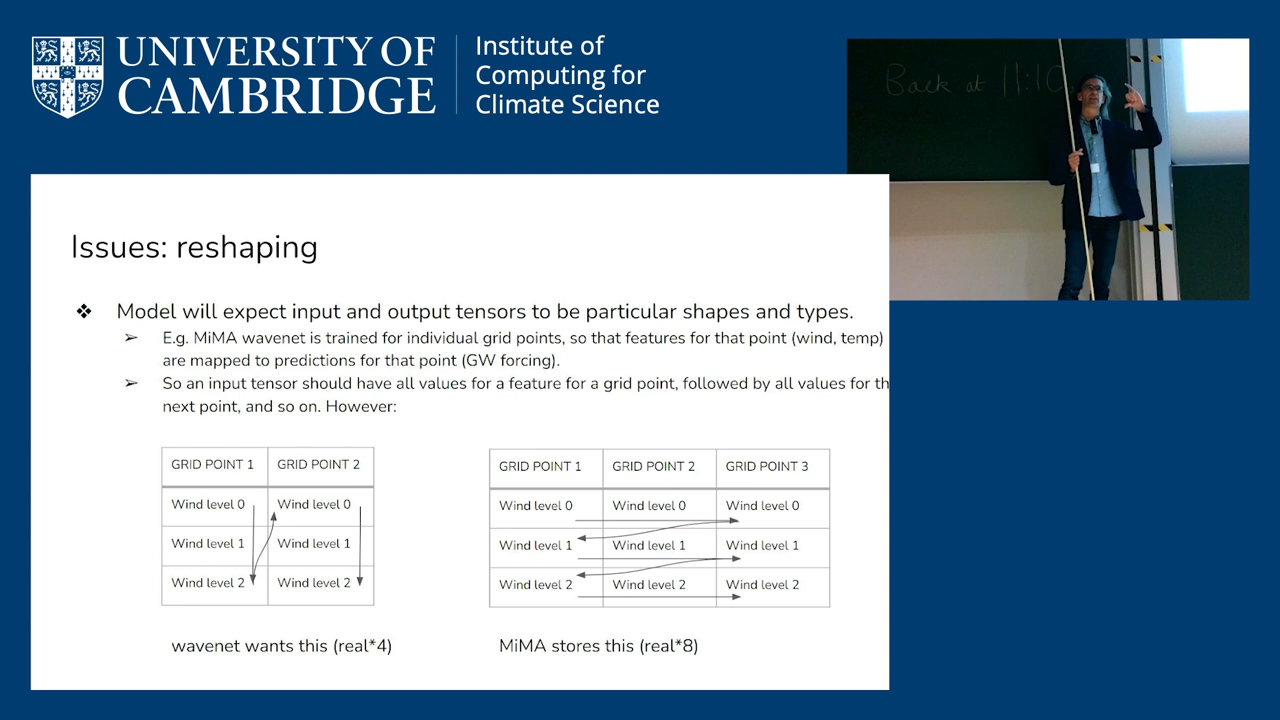 UNIVERSITY OF
CAMBRIDGE
Institute of
Computing for
Climate Science
Back at 11:10
Issues: reshaping
❖ Model will expect input and output tensors to be particular shapes and types.
➢ E.g. MiMA wavenet is trained for individual grid points, so that features for that point (wind, temp)
are mapped to predictions for that point (GW forcing).
➢ So an input tensor should have all values for a feature for a grid point, followed by all values for th
next point, and so on. However:
GRID POINT 1 GRID POINT 2
Wind level 0 Wind level 0
Wind level 1 Wind level 1
Wind level 2 Wind level 2
wavenet wants this (real*4)
GRID POINT 1 GRID POINT 2 GRID POINT 3
Wind level 0 Wind level 0 Wind level 0
Wind level 1 Wind level 1 Wind level 1
Wind level 2 Wind level 2 Wind level 2
MiMA stores this (real*8)